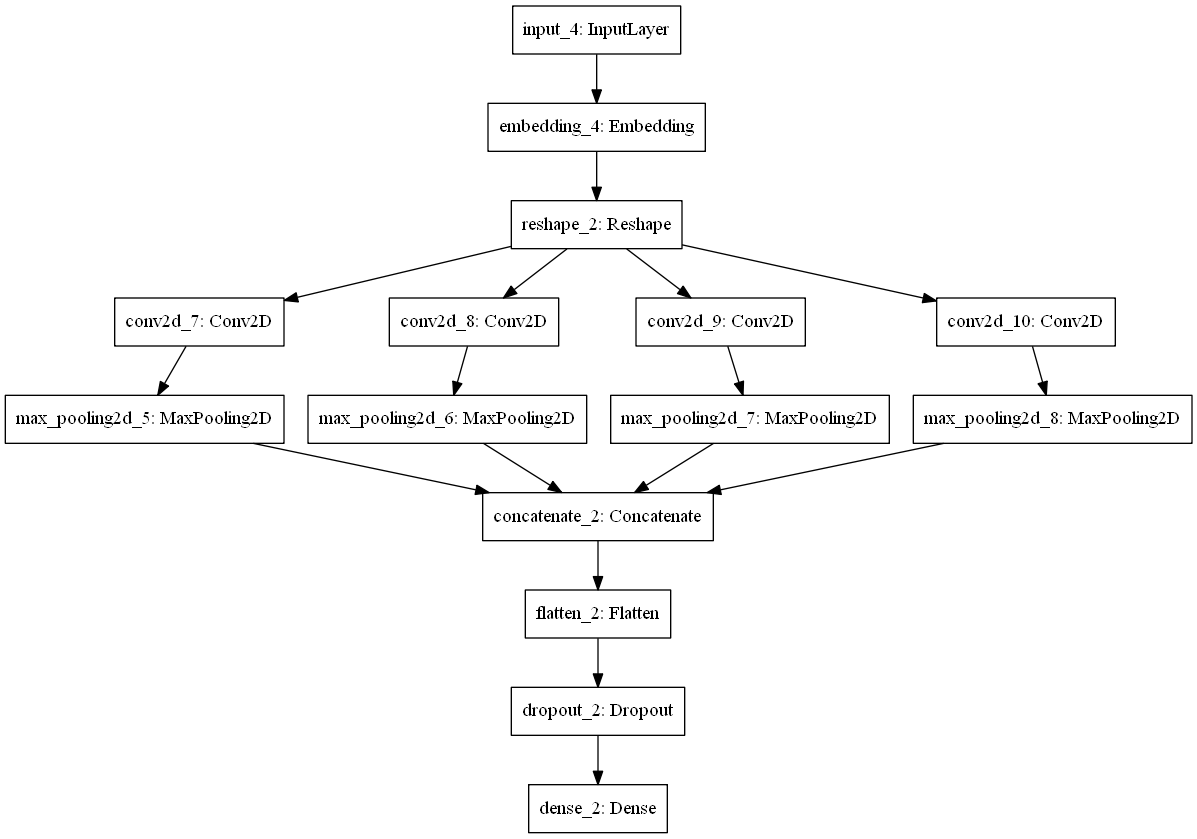 input_4: InputLayer
embedding_4: Embedding
reshape_2: Reshape
conv2d_7: Conv2D
conv2d_8: Conv2D
conv2d_9: Conv2D
conv2d_10: Conv2D
max_pooling2d_5: MaxPooling2D
max_pooling2d_6: MaxPooling2D
max_pooling2d_7: MaxPooling2D
max_pooling2d_8: MaxPooling2D
concatenate_2: Concatenate
flatten_2: Flatten
dropout_2: Dropout
dense_2: Dense